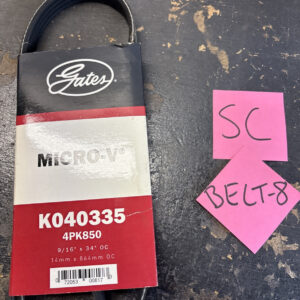 Gates
MICRO-V®
K040335
4PK850
9/16" x 34" OC
14mm x 864mm OC
SC
BELT-8